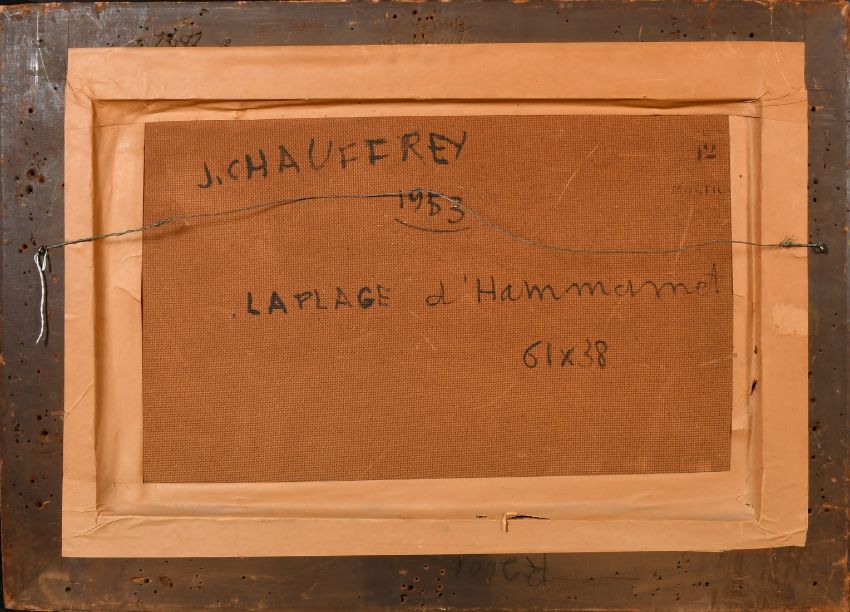 J. CHAUFFREY
12
1953
LA PLAGE d'Hammamet
61x38